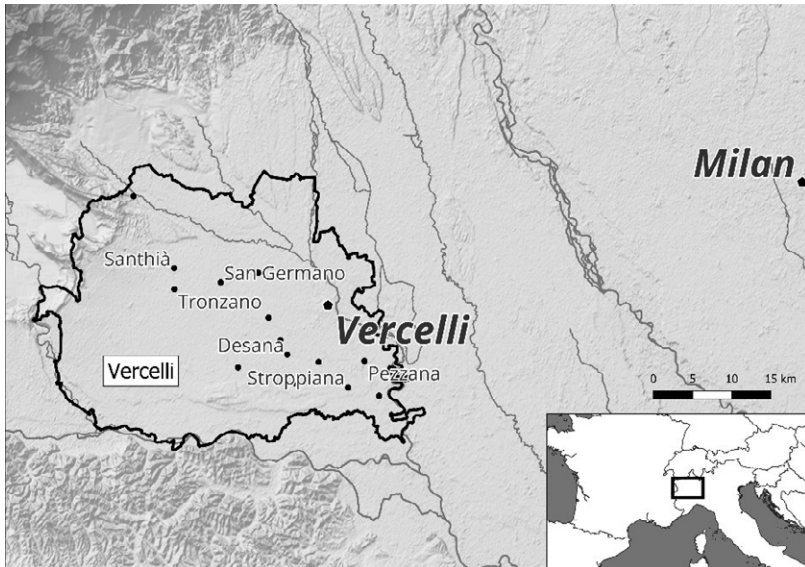 Milan
Santhià
San Germano
Tronzano
Vercelli
Desana
Vercelli
Stroppiana
Pezzana
0 5 10 15 km